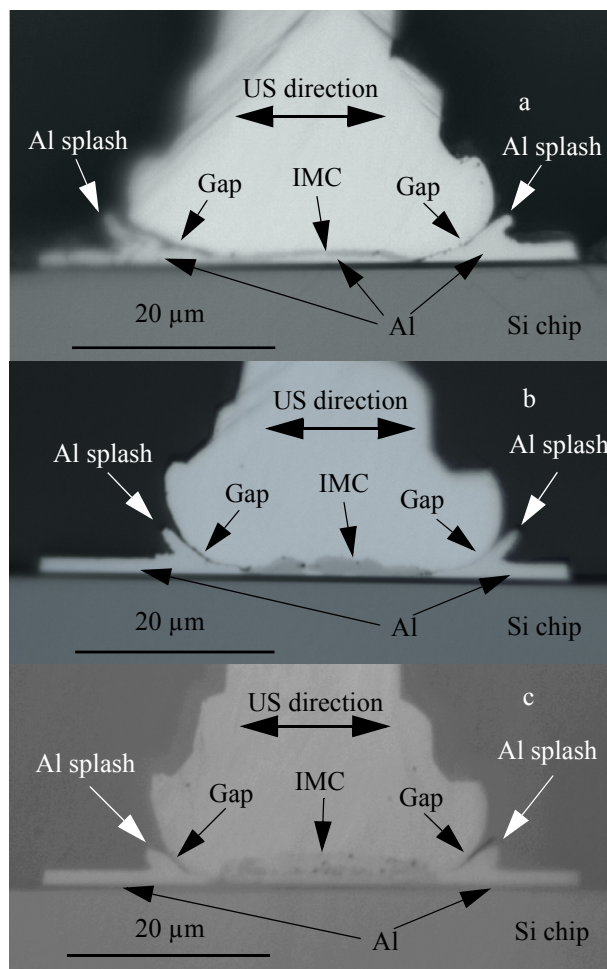 US direction
a
Al splash
Al splash
Gap
IMC
Gap
20 µm
Al
Si chip
US direction
b
Al splash
Al splash
Gap
IMC
Gap
20 µm
Al
Si chip
US direction
c
Al splash
Al splash
Gap
IMC
Gap
20 µm
Al
Si chip